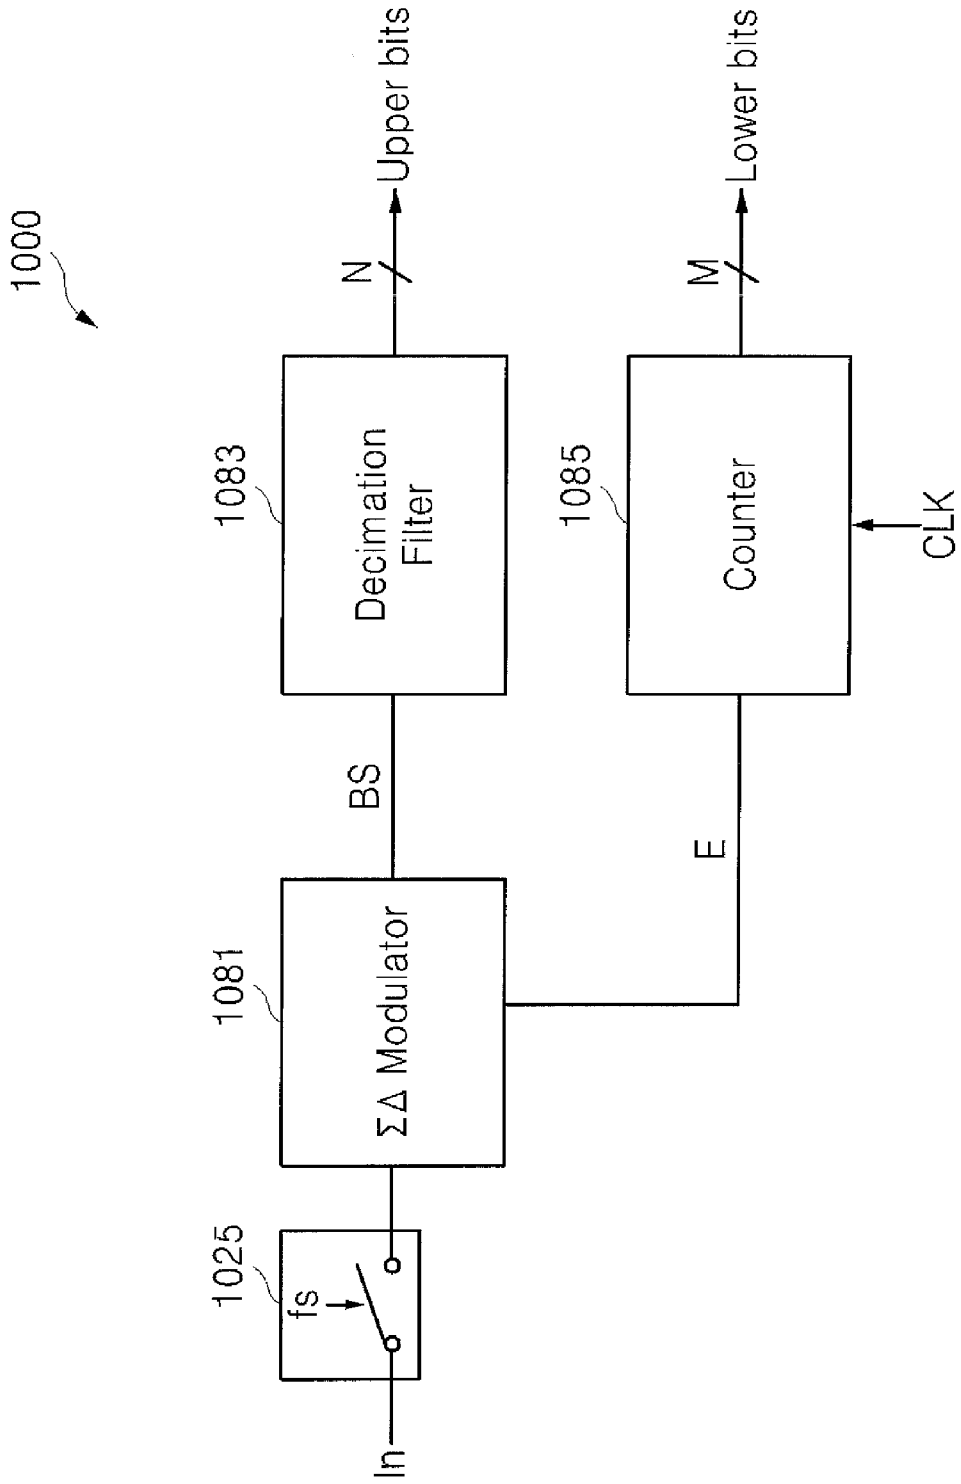 1000
1025
fs
In
1081
ΣΔ Modulator
BS
1083
Decimation
Filter
N
Upper bits
E
1085
Counter
CLK
M
Lower bits